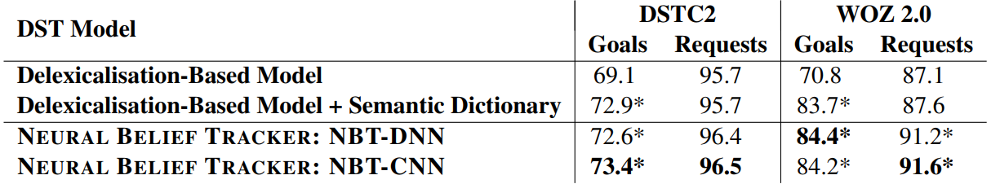 DST Model DSTC2 WOZ 2.0
Goals Requests Goals Requests
Delexicalisation-Based Model 69.1 95.7 70.8 87.1
Delexicalisation-Based Model + Semantic Dictionary 72.9* 95.7 83.7* 87.6
NEURAL BELIEF TRACKER: NBT-DNN 72.6* 96.4 84.4* 91.2*
NEURAL BELIEF TRACKER: NBT-CNN 73.4* 96.5 84.2* 91.6*